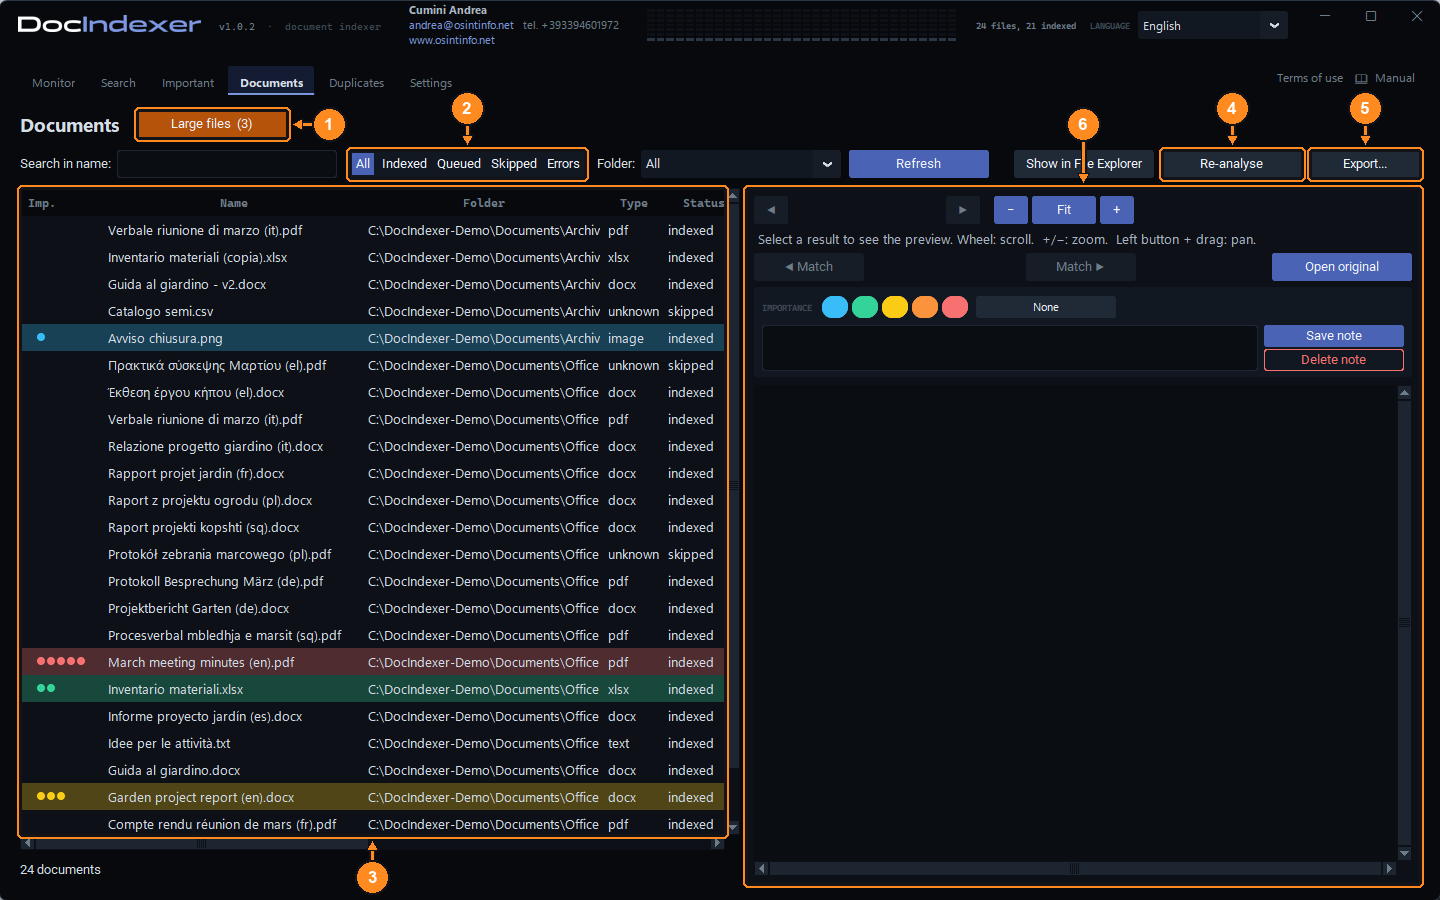 DocIndexer v1.0.2 · document indexer
Cumini Andrea
andrea@osintinfo.net tel. +393394601972
www.osintinfo.net
24 files, 21 indexed LANGUAGE English
Monitor Search Important Documents Duplicates Settings
Terms of use Manual
Documents Large files (3) 1 2 6 4 5
Search in name: All Indexed Queued Skipped Errors Folder: All Refresh Show in File Explorer Re-analyse Export...
Imp. Name Folder Type Status
Verbale riunione di marzo (it).pdf C:\DocIndexer-Demo\Documents\Archiv pdf indexed
Inventario materiali (copia).xlsx C:\DocIndexer-Demo\Documents\Archiv xlsx indexed
Guida al giardino - v2.docx C:\DocIndexer-Demo\Documents\Archiv docx indexed
Catalogo semi.csv C:\DocIndexer-Demo\Documents\Archiv unknown skipped
Avviso chiusura.png C:\DocIndexer-Demo\Documents\Archiv image indexed
Πρακτικά σύσκεψης Μαρτίου (el).pdf C:\DocIndexer-Demo\Documents\Office unknown skipped
Έκθεση έργου κήπου (el).docx C:\DocIndexer-Demo\Documents\Office docx indexed
Verbale riunione di marzo (it).pdf C:\DocIndexer-Demo\Documents\Office pdf indexed
Relazione progetto giardino (it).docx C:\DocIndexer-Demo\Documents\Office docx indexed
Rapport projet jardin (fr).docx C:\DocIndexer-Demo\Documents\Office docx indexed
Raport z projektu ogrodu (pl).docx C:\DocIndexer-Demo\Documents\Office docx indexed
Raport projekti kopshti (sq).docx C:\DocIndexer-Demo\Documents\Office docx indexed
Protokół zebrania marcowego (pl).pdf C:\DocIndexer-Demo\Documents\Office unknown skipped
Protokoll Besprechung März (de).pdf C:\DocIndexer-Demo\Documents\Office pdf indexed
Projektbericht Garten (de).docx C:\DocIndexer-Demo\Documents\Office docx indexed
Procesverbal mbledhja e marsit (sq).pdf C:\DocIndexer-Demo\Documents\Office pdf indexed
March meeting minutes (en).pdf C:\DocIndexer-Demo\Documents\Office pdf indexed
Inventario materiali.xlsx C:\DocIndexer-Demo\Documents\Office xlsx indexed
Informe proyecto jardín (es).docx C:\DocIndexer-Demo\Documents\Office docx indexed
Idee per le attività.txt C:\DocIndexer-Demo\Documents\Office text indexed
Guida al giardino.docx C:\DocIndexer-Demo\Documents\Office docx indexed
Garden project report (en).docx C:\DocIndexer-Demo\Documents\Office docx indexed
Compte rendu réunion de mars (fr).pdf C:\DocIndexer-Demo\Documents\Office pdf indexed
24 documents
3
− Fit +
Select a result to see the preview. Wheel: scroll. +/−: zoom. Left button + drag: pan.
Match Match Open original
IMPORTANCE None
Save note
Delete note